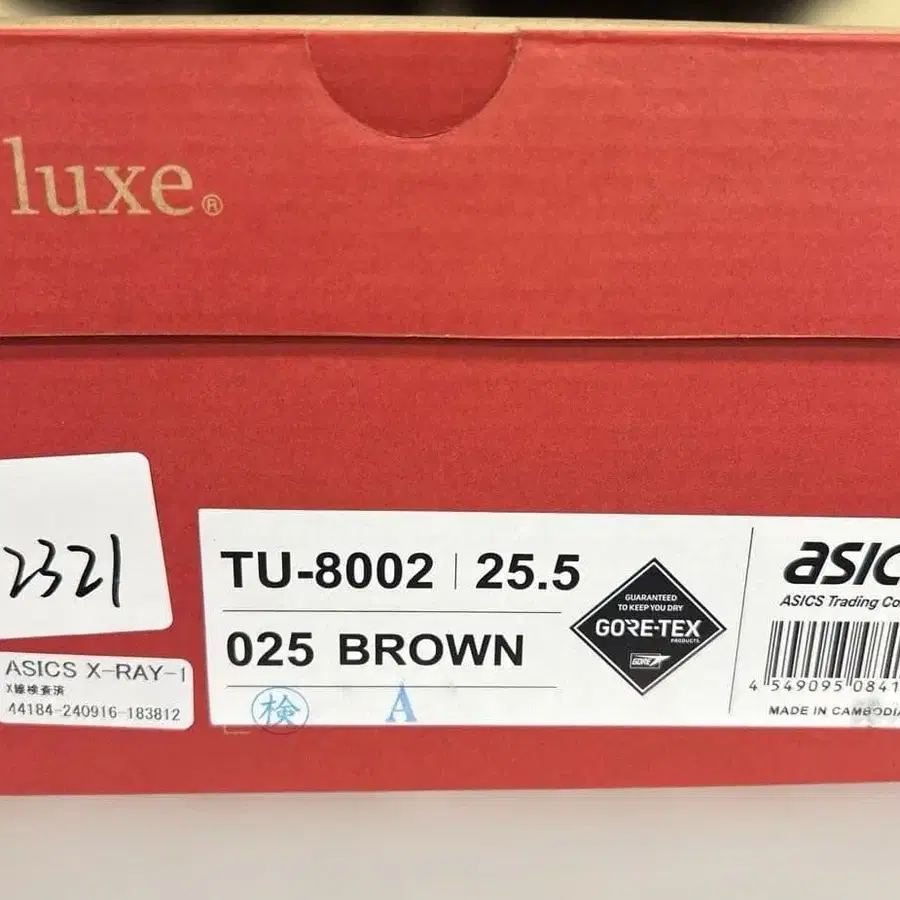 luxe®
2321
ASICS X-RAY-1
X線検査済
44184-240916-183812
TU-8002 | 25.5
025 BROWN
検 A
GUARANTEED
TO KEEP YOU DRY
GORE-TEX
PRODUCTS
GORE
asic
ASICS Trading Co
4 549095 0841
MADE IN CAMBODIA